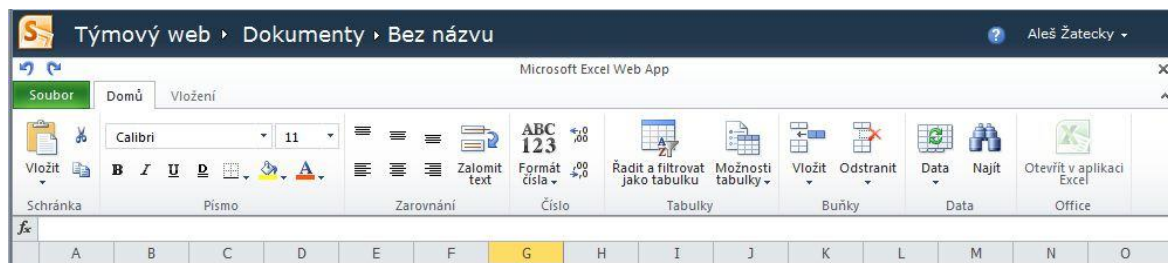 Týmový web ▸ Dokumenty ▸ Bez názvu
Aleš Žatecky
Microsoft Excel Web App
Soubor Domů Vložení
Calibri 11
ABC
123
Vložit
B I U D A
Zalomit text
Formát čísla
Řadit a filtrovat jako tabulku
Možnosti tabulky
Vložit Odstranit
Data Najít
Otevřít v aplikaci Excel
Schránka Písmo Zarovnání Číslo Tabulky Buňky Data Office
fx
A B C D E F G H I J K L M N O